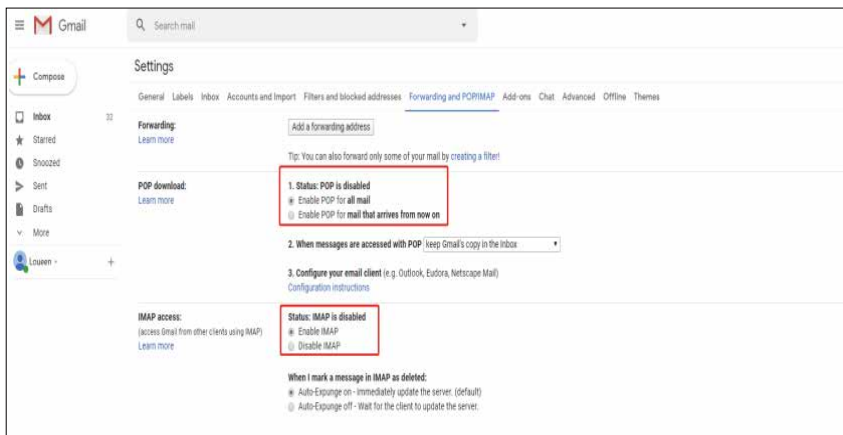 Gmail
Search mail
Compose
Inbox 32
Starred
Snoozed
Sent
Drafts
More
Loueen
Settings
General Labels Inbox Accounts and Import Filters and blocked addresses Forwarding and POP/IMAP Add-ons Chat Advanced Offline Themes
Forwarding:
Learn more
Add a forwarding address
Tip: You can also forward only some of your mail by creating a filter!
POP download:
Learn more
1. Status: POP is disabled
Enable POP for all mail
Enable POP for mail that arrives from now on
2. When messages are accessed with POP keep Gmail's copy in the Inbox
3. Configure your email client (e.g. Outlook, Eudora, Netscape Mail)
Configuration instructions
IMAP access:
(access Gmail from other clients using IMAP)
Learn more
Status: IMAP is disabled
Enable IMAP
Disable IMAP
When I mark a message in IMAP as deleted:
Auto-Expunge on - Immediately update the server. (default)
Auto-Expunge off - Wait for the client to update the server.